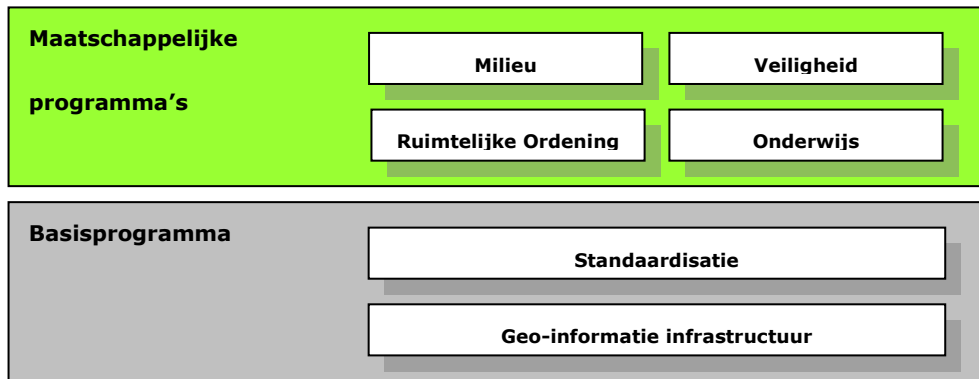 Maatschappelijke
programma’s
Milieu
Veiligheid
Ruimtelijke Ordening
Onderwijs
Basisprogramma
Standaardisatie
Geo-informatie infrastructuur